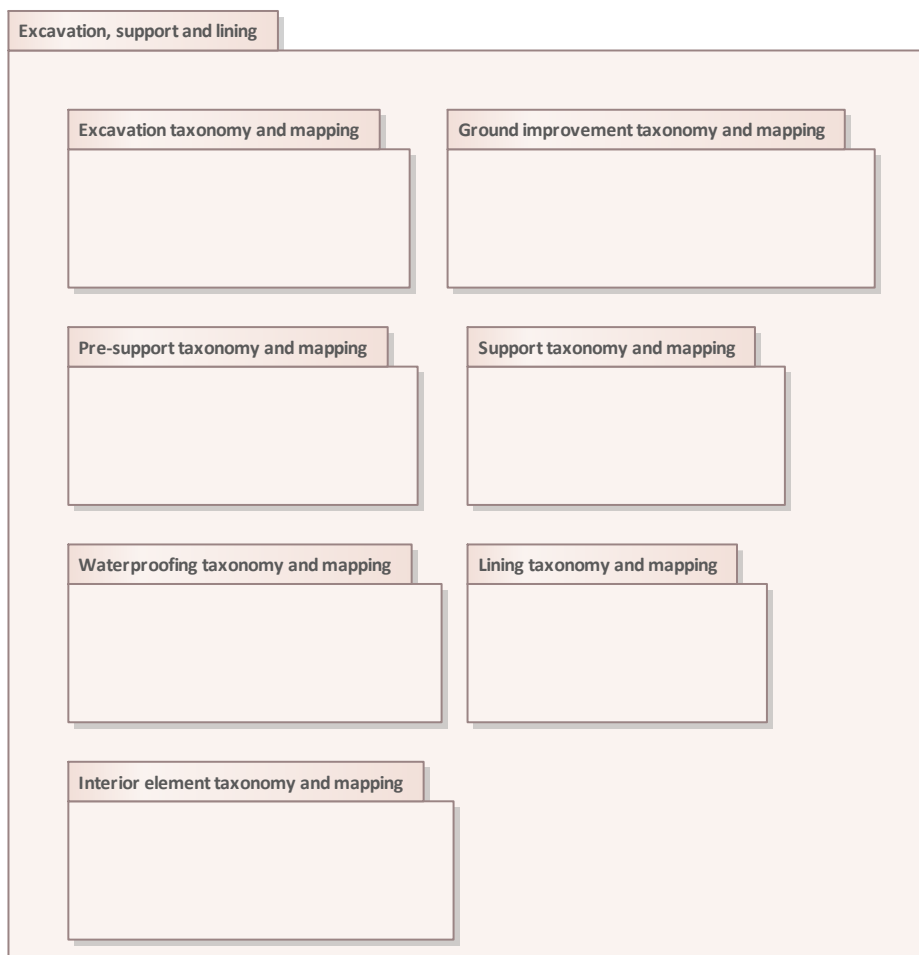 Excavation, support and lining
Excavation taxonomy and mapping
Ground improvement taxonomy and mapping
Pre-support taxonomy and mapping
Support taxonomy and mapping
Waterproofing taxonomy and mapping
Lining taxonomy and mapping
Interior element taxonomy and mapping